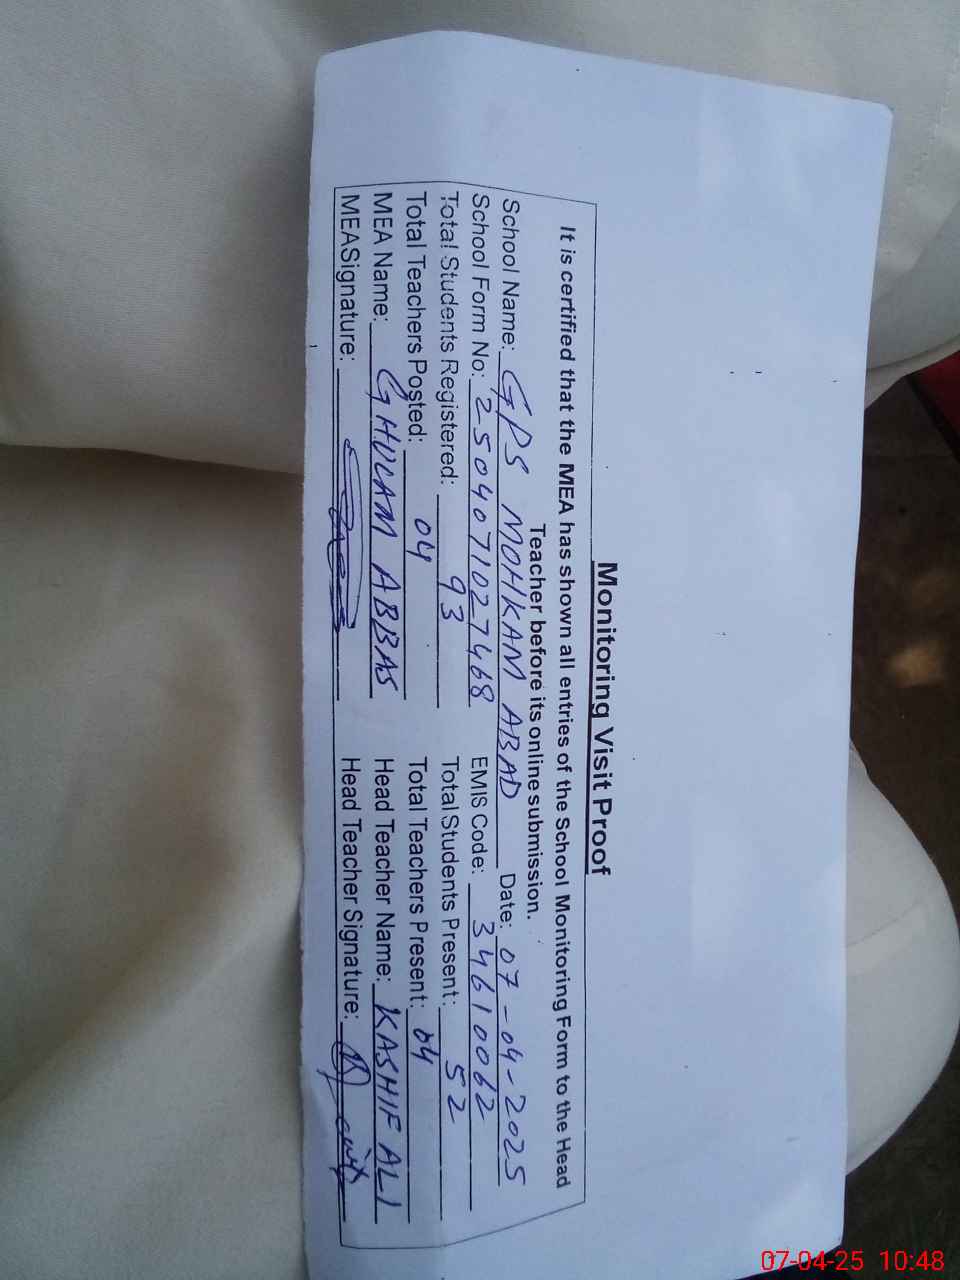 Monitoring Visit Proof
It is certified that the MEA has shown all entries of the School Monitoring Form to the Head
Teacher before its online submission.
School Name: GPS MOHKAM ABAD Date: 07-04-2025
School Form No: 2504071027468 EMIS Code: 34610062
Total Students Registered: 93 Total Students Present: 52
Total Teachers Posted: 04 Total Teachers Present: 04
MEA Name: GHULAM ABBAS Head Teacher Name: KASHIF ALI
MEASignature: Head Teacher Signature:
07-04-25 10:48